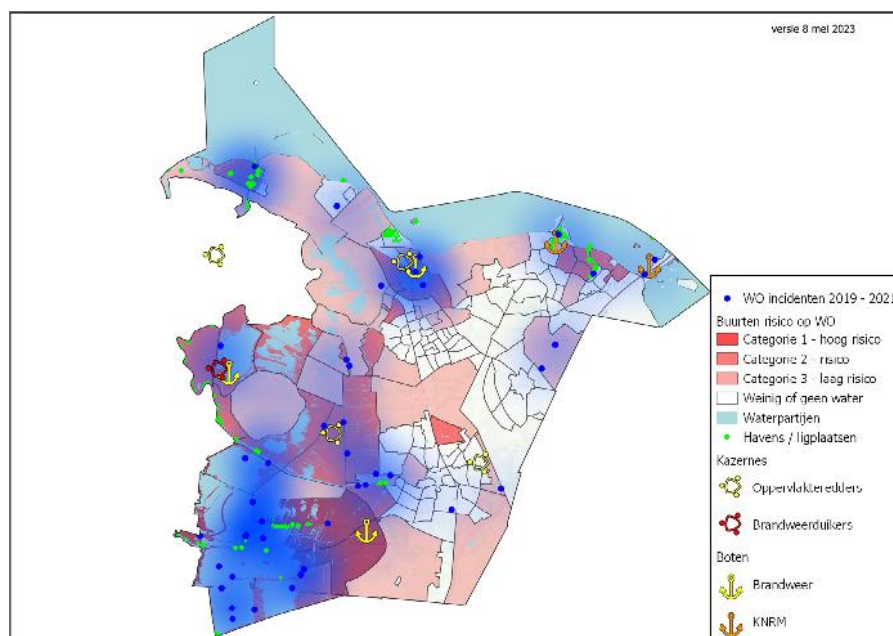 versie 8 mei 2023
WO incidenten 2019 - 2021
Buurten risico op WO
Categorie 1 - hoog risico
Categorie 2 - risico
Categorie 3 - laag risico
Weinig of geen water
Waterpartijen
Havens / ligplaatsen
Kazernes
Oppervlakteredders
Brandweerduikers
Boten
Brandweer
KNRM